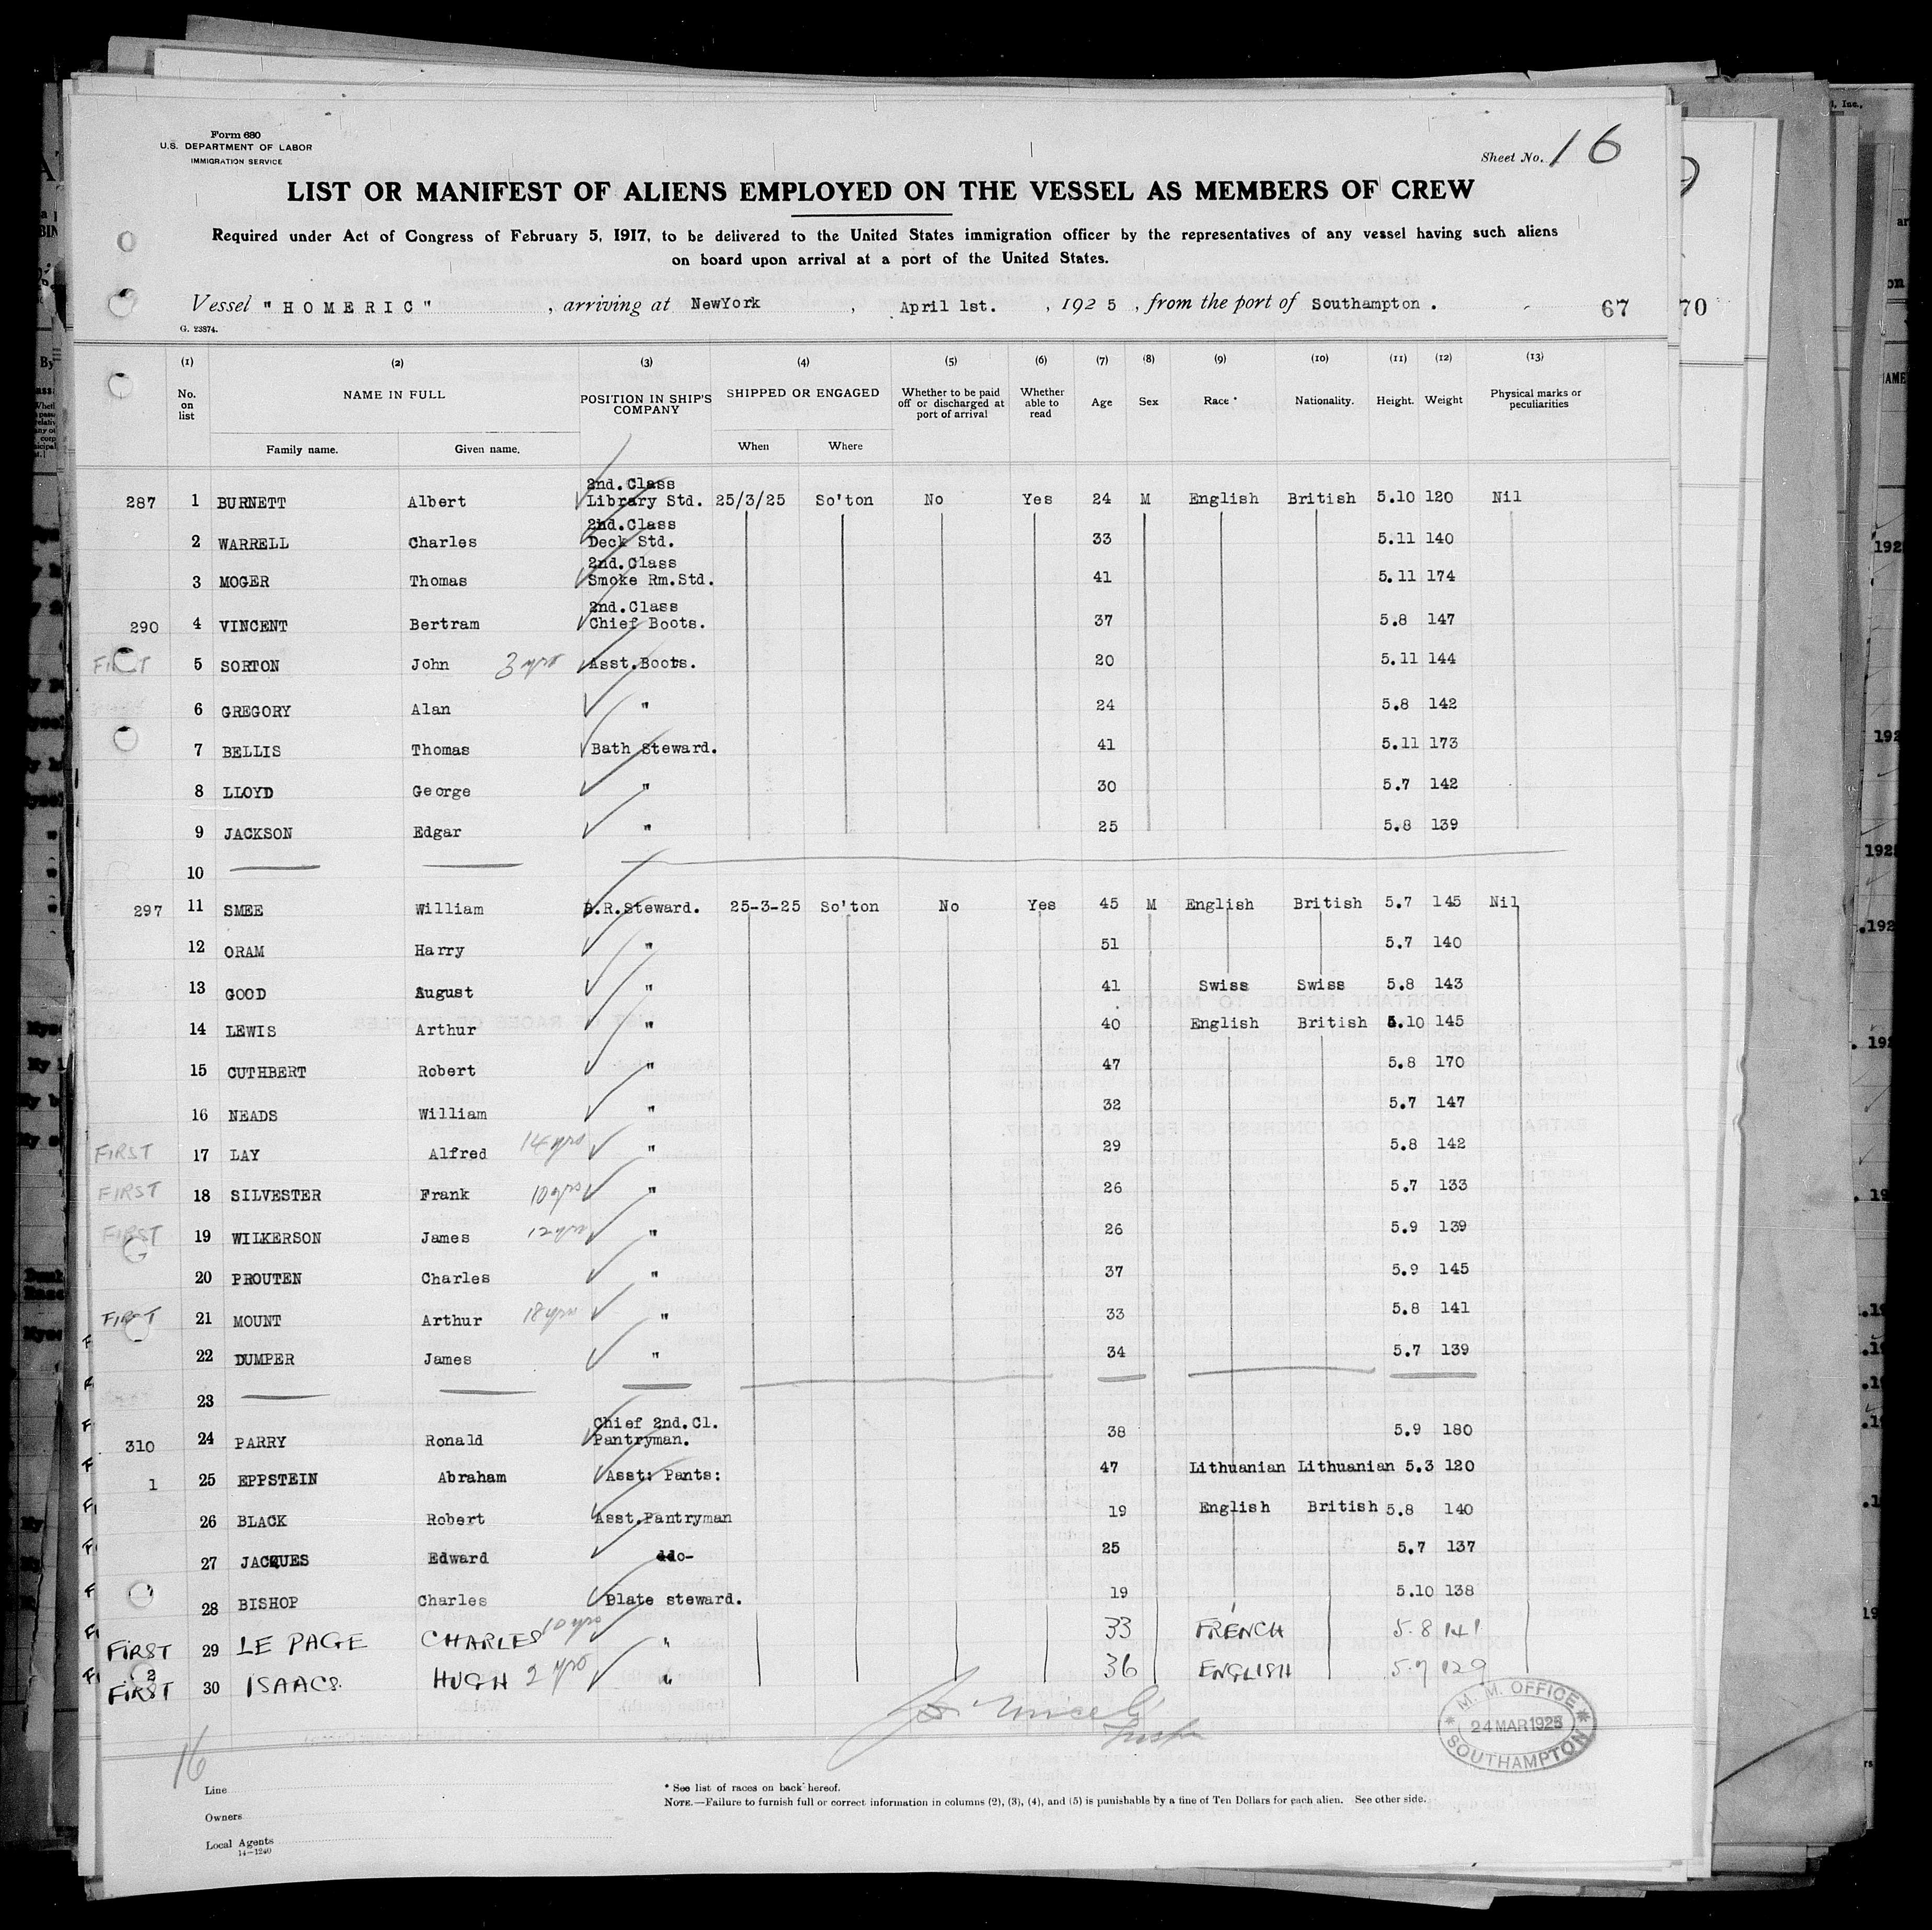 Form 680
U.S. DEPARTMENT OF LABOR
IMMIGRATION SERVICE
Sheet No. 16
LIST OR MANIFEST OF ALIENS EMPLOYED ON THE VESSEL AS MEMBERS OF CREW
Required under Act of Congress of February 5, 1917, to be delivered to the United States immigration officer by the representatives of any vessel having such aliens
on board upon arrival at a port of the United States.
Vessel "HOMERIC", arriving at NewYork, April 1st., 1925, from the port of Southampton. 67 70
G. 23874.
(1) (2) (3) (4) (5) (6) (7) (8) (9) (10) (11) (12) (13)
No. on list NAME IN FULL POSITION IN SHIP'S COMPANY SHIPPED OR ENGAGED Whether to be paid off or discharged at port of arrival Whether able to read Age Sex Race * Nationality. Height. Weight Physical marks or peculiarities
Family name. Given name. When Where
287 1 BURNETT Albert 2nd.Class Library Std. 25/3/25 So'ton No Yes 24 M English British 5.10 120 Nil
2 WARRELL Charles 2nd.Class Deck Std. 33 5.11 140
3 MOGER Thomas 2nd.Class Smoke Rm.Std. 41 5.11 174
290 4 VINCENT Bertram 2nd.Class Chief Boots. 37 5.8 147
FIRST 5 SORTON John 3 yrs Asst.Boots. 20 5.11 144
6 GREGORY Alan " 24 5.8 142
7 BELLIS Thomas Bath Steward. 41 5.11 173
8 LLOYD George " 30 5.7 142
9 JACKSON Edgar " 25 5.8 139
10
297 11 SMEE William B.R.Steward. 25-3-25 So'ton No Yes 45 M English British 5.7 145 Nil
12 ORAM Harry " 51 5.7 140
13 GOOD August " 41 Swiss Swiss 5.8 143
14 LEWIS Arthur " 40 English British 5.10 145
15 CUTHBERT Robert " 47 5.8 170
16 NEADS William " 32 5.7 147
FIRST 17 LAY Alfred 14 yrs " 29 5.8 142
FIRST 18 SILVESTER Frank 10 yrs " 26 5.7 133
FIRST 19 WILKERSON James 12 yrs " 26 5.9 139
20 PROUTEN Charles " 37 5.9 145
FIRST 21 MOUNT Arthur 18 yrs " 33 5.8 141
22 DUMPER James " 34 5.7 139
23
310 24 PARRY Ronald Chief 2nd.Cl. Pantryman. 38 5.9 180
1 25 EPPSTEIN Abraham Asst: Pants: 47 Lithuanian Lithuanian 5.3 120
26 BLACK Robert Asst.Pantryman 19 English British 5.8 140
27 JACQUES Edward ddo- 25 5.7 137
28 BISHOP Charles Plate steward. 19 5.10 138
FIRST 29 LE PAGE CHARLES 10 yrs " 33 FRENCH 5.8 141
2 FIRST 30 ISAACS. HUGH 2 yrs " 36 ENGLISH 5.7 129
M. M. OFFICE
24 MAR 1925
SOUTHAMPTON
16
Line
Owners
Local Agents
14—1240
* See list of races on back hereof.
NOTE.—Failure to furnish full or correct information in columns (2), (3), (4), and (5) is punishable by a fine of Ten Dollars for each alien. See other side.